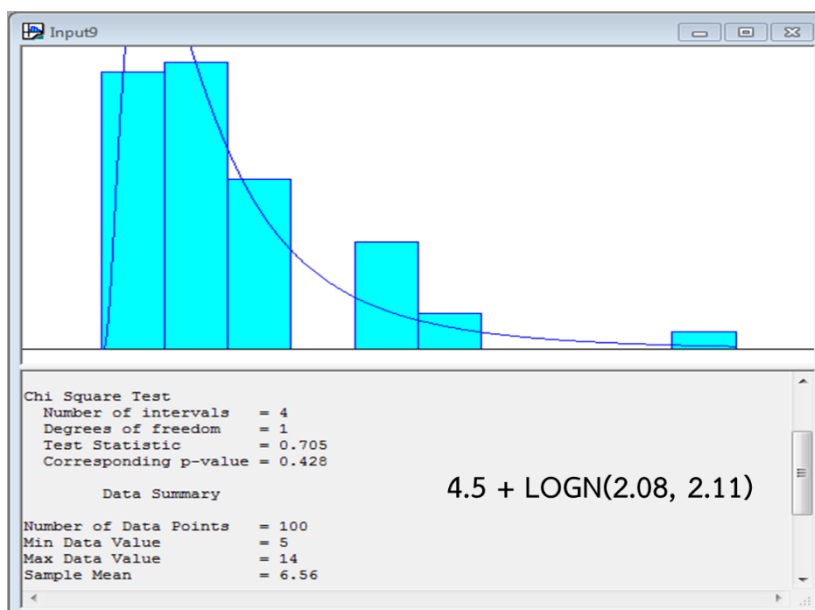 Input9
Chi Square Test
Number of intervals = 4
Degrees of freedom = 1
Test Statistic = 0.705
Corresponding p-value = 0.428
4.5 + LOGN(2.08, 2.11)
Data Summary
Number of Data Points = 100
Min Data Value = 5
Max Data Value = 14
Sample Mean = 6.56